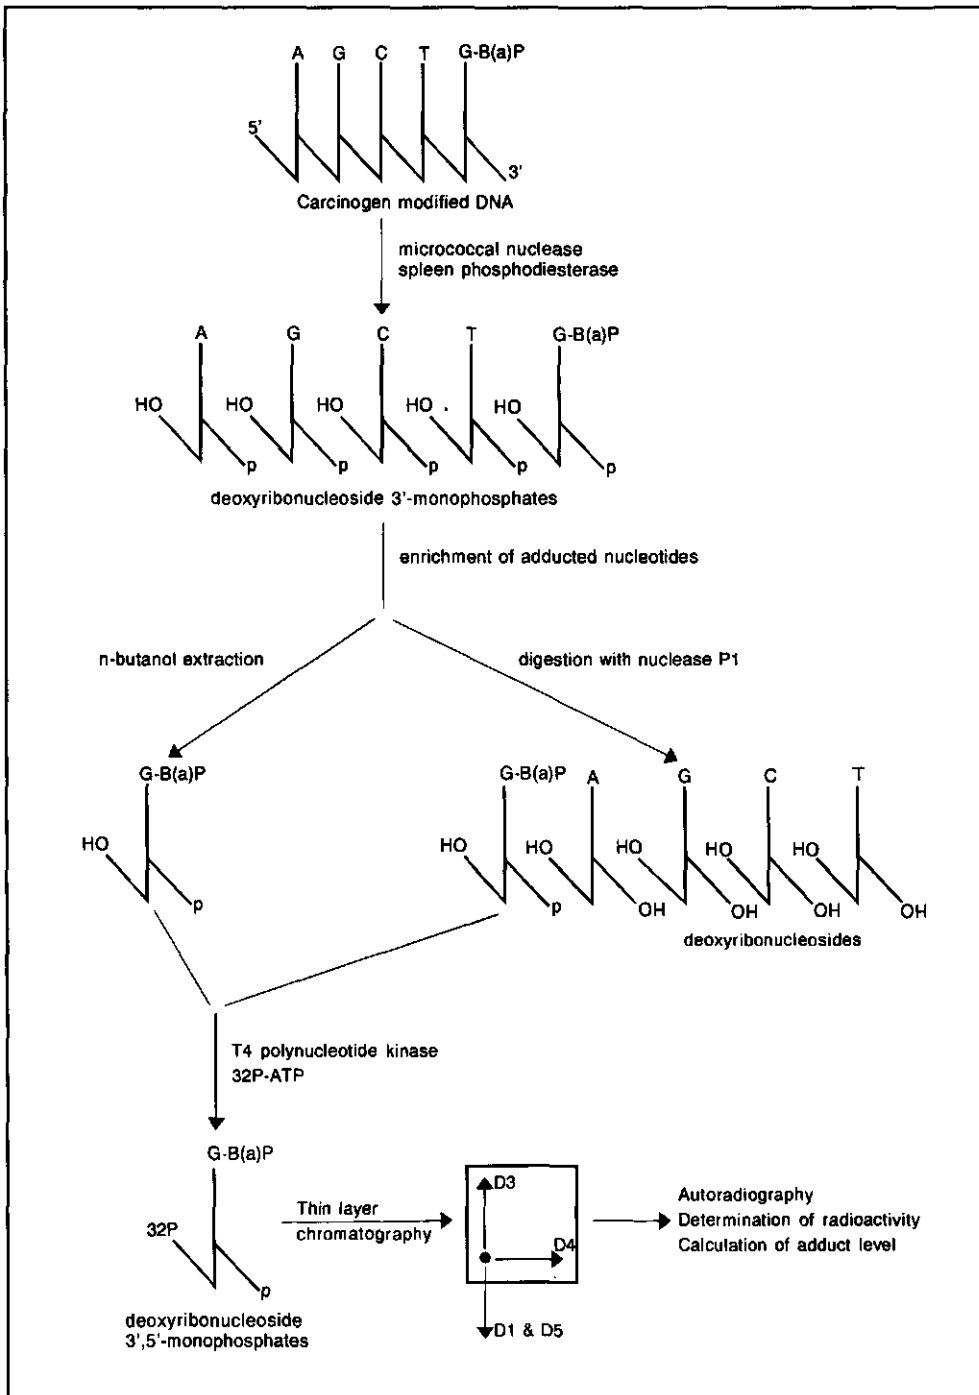 A G C T G-B(a)P
5'
3'
Carcinogen modified DNA
micrococcal nuclease
spleen phosphodiesterase
A G C T G-B(a)P
HO HO HO HO HO
p p p p p
deoxyribonucleoside 3'-monophosphates
enrichment of adducted nucleotides
n-butanol extraction
digestion with nuclease P1
G-B(a)P
HO
p
G-B(a)P A G C T
HO HO HO HO HO
p OH OH OH OH
deoxyribonucleosides
T4 polynucleotide kinase
32P-ATP
G-B(a)P
32P
p
deoxyribonucleoside
3',5'-monophosphates
Thin layer
chromatography
D3
D4
D1 & D5
Autoradiography
Determination of radioactivity
Calculation of adduct level